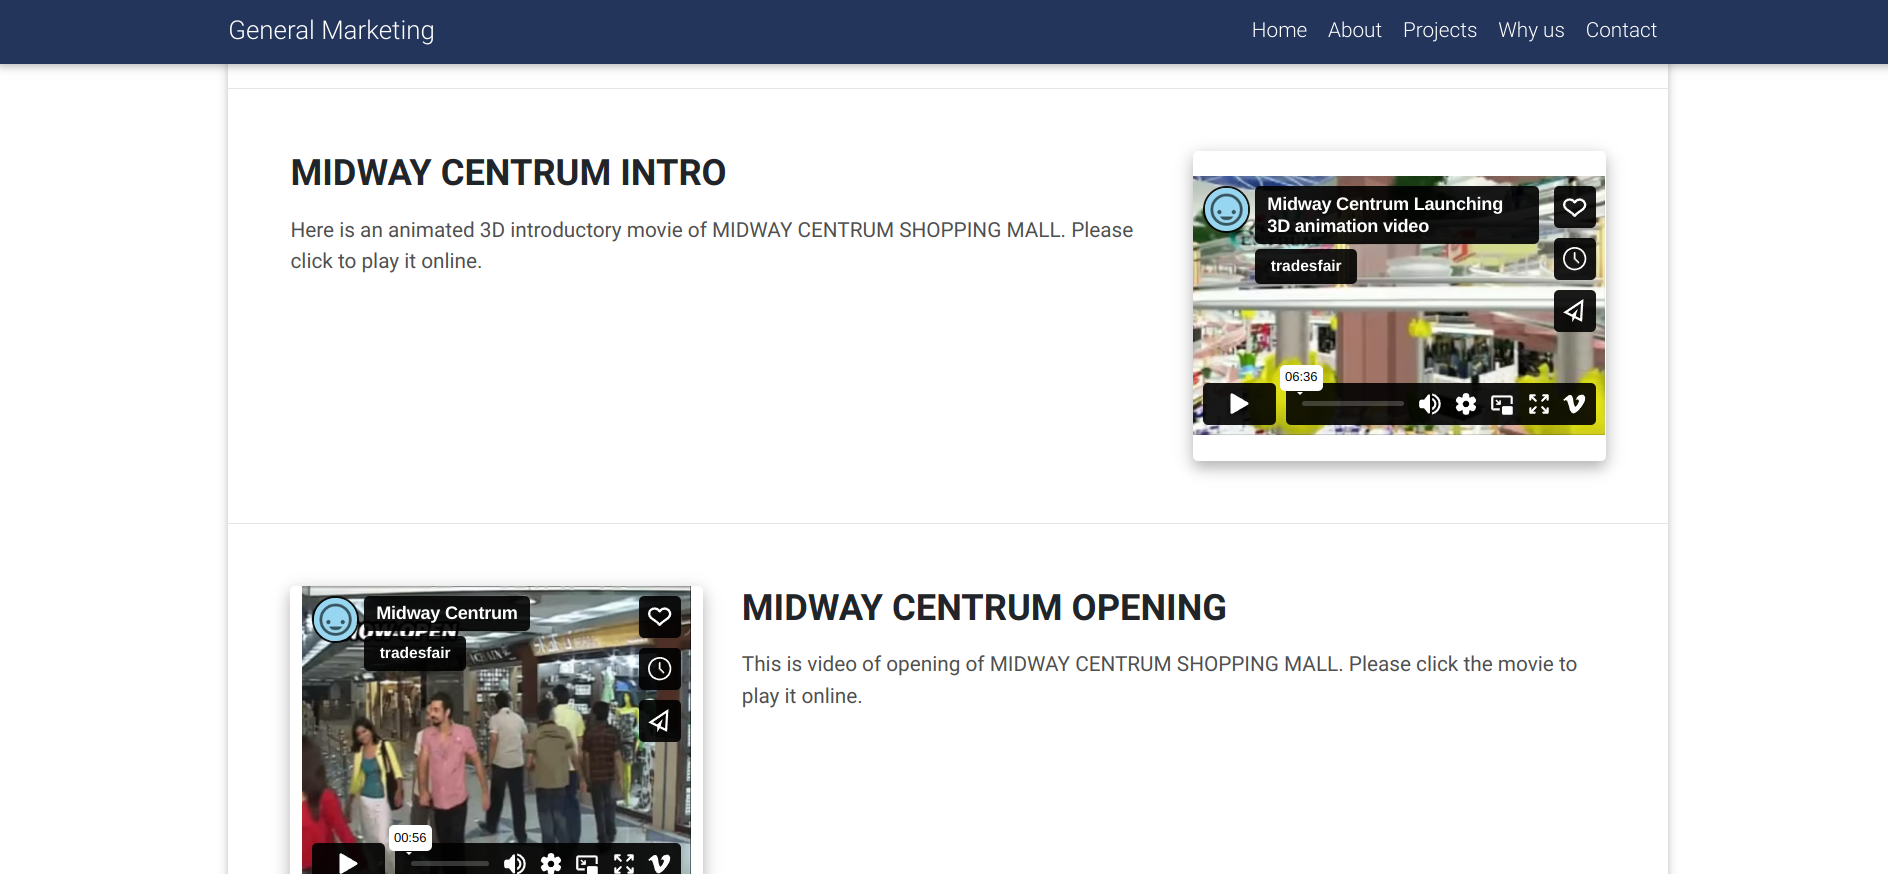 General Marketing
Home About Projects Why us Contact
MIDWAY CENTRUM INTRO
Here is an animated 3D introductory movie of MIDWAY CENTRUM SHOPPING MALL. Please
click to play it online.
Midway Centrum Launching
3D animation video
tradesfair
06:36
Midway Centrum
NOW OPEN
tradesfair
00:56
MIDWAY CENTRUM OPENING
This is video of opening of MIDWAY CENTRUM SHOPPING MALL. Please click the movie to
play it online.